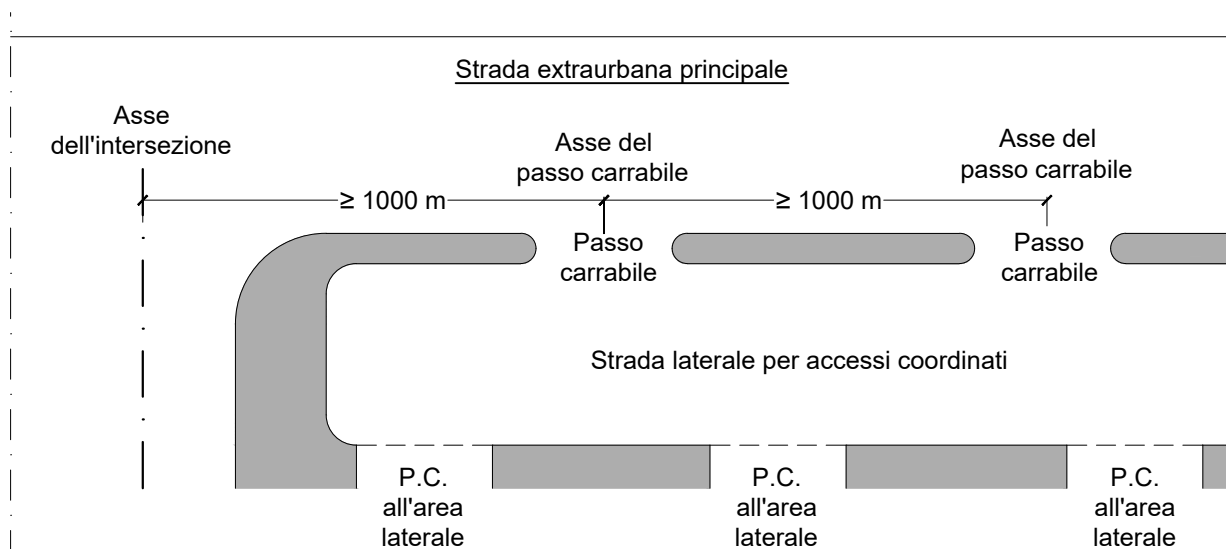 Strada extraurbana principale
Asse
dell'intersezione
Asse del
passo carrabile
Asse del
passo carrabile
≥ 1000 m
≥ 1000 m
Passo
carrabile
Passo
carrabile
Strada laterale per accessi coordinati
P.C.
all'area
laterale
P.C.
all'area
laterale
P.C.
all'area
laterale